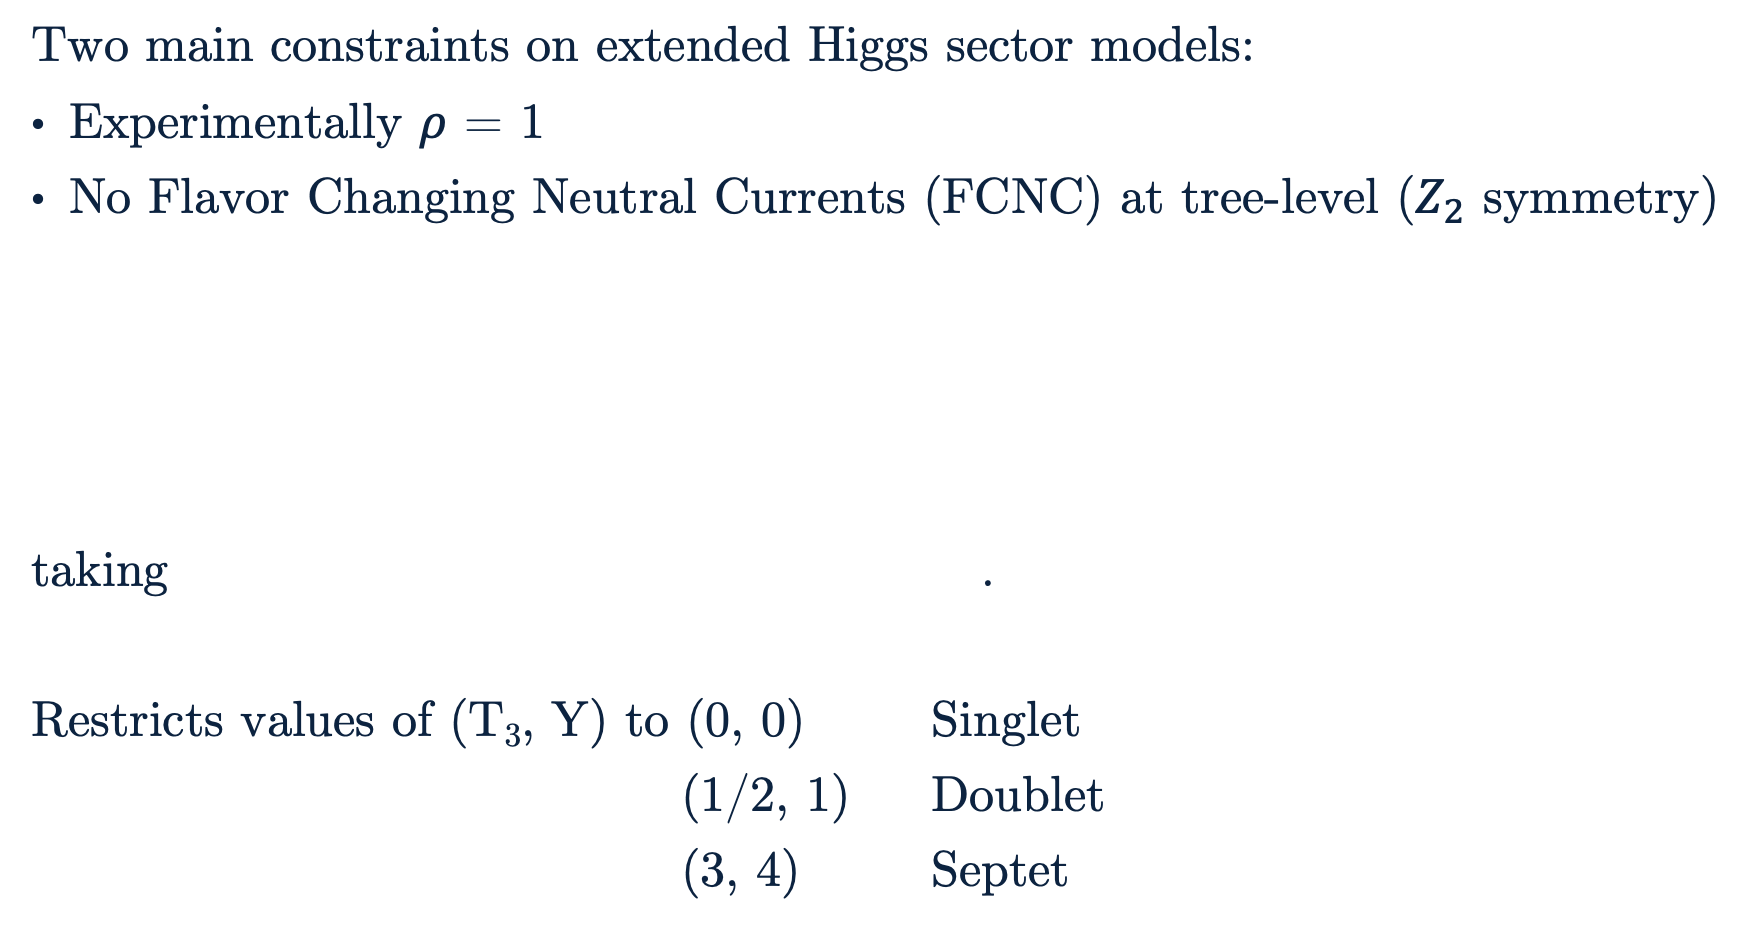 Two main constraints on extended Higgs sector models:
• Experimentally ρ = 1
• No Flavor Changing Neutral Currents (FCNC) at tree-level (Z₂ symmetry)
taking .
Restricts values of (T₃, Y) to (0, 0) Singlet
(1/2, 1) Doublet
(3, 4) Septet